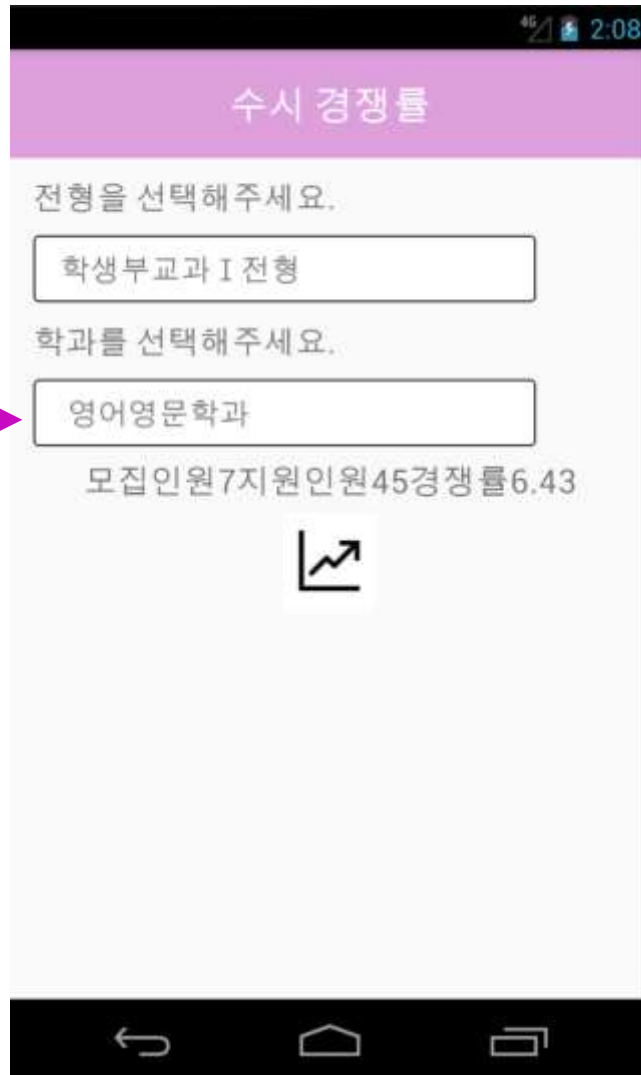 4G 2:08
수시 경쟁률
전형을 선택해주세요.
학생부교과 I 전형
학과를 선택해주세요.
영어영문학과
모집인원7지원인원45경쟁률6.43